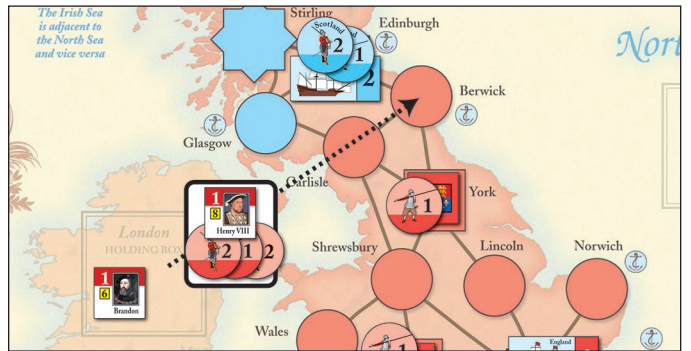 The Irish Sea
is adjacent to
the North Sea
and vice versa
Stirling
Edinburgh
Scotland
2
1
2
Nort
Berwick
Glasgow
Carlisle
London
HOLDING BOX
1
8
Henry VIII
2
1
2
York
1
1
6
Brandon
Shrewsbury
Lincoln
Norwich
Wales
1
England